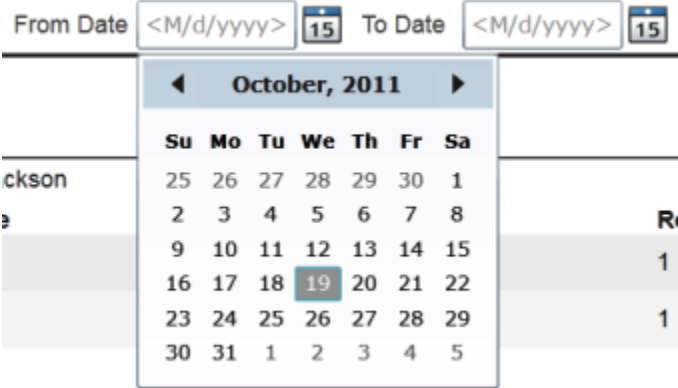 From Date <M/d/yyyy> 15 To Date <M/d/yyyy> 15
October, 2011
Su Mo Tu We Th Fr Sa
25 26 27 28 29 30 1
2 3 4 5 6 7 8
9 10 11 12 13 14 15
16 17 18 19 20 21 22
23 24 25 26 27 28 29
30 31 1 2 3 4 5
ckson
e
Re
1
1